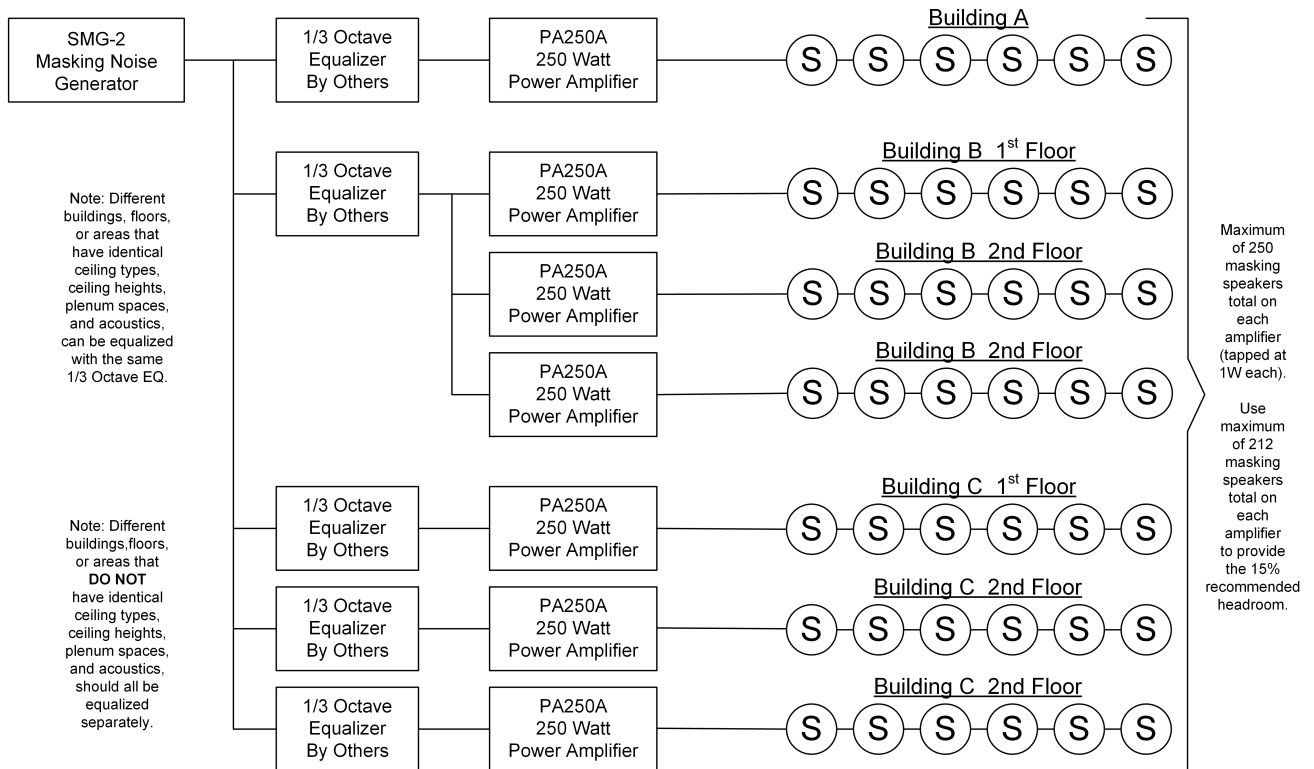 SMG-2
Masking Noise
Generator
1/3 Octave
Equalizer
By Others
PA250A
250 Watt
Power Amplifier
Building A
S S S S S S
1/3 Octave
Equalizer
By Others
PA250A
250 Watt
Power Amplifier
Building B 1st Floor
S S S S S S
PA250A
250 Watt
Power Amplifier
Building B 2nd Floor
S S S S S S
PA250A
250 Watt
Power Amplifier
Building B 2nd Floor
S S S S S S
Note: Different
buildings, floors,
or areas that
have identical
ceiling types,
ceiling heights,
plenum spaces,
and acoustics,
can be equalized
with the same
1/3 Octave EQ.
1/3 Octave
Equalizer
By Others
PA250A
250 Watt
Power Amplifier
Building C 1st Floor
S S S S S S
1/3 Octave
Equalizer
By Others
PA250A
250 Watt
Power Amplifier
Building C 2nd Floor
S S S S S S
1/3 Octave
Equalizer
By Others
PA250A
250 Watt
Power Amplifier
Building C 2nd Floor
S S S S S S
Note: Different
buildings,floors,
or areas that
DO NOT
have identical
ceiling types,
ceiling heights,
plenum spaces,
and acoustics,
should all be
equalized
separately.
Maximum
of 250
masking
speakers
total on
each
amplifier
(tapped at
1W each).
Use
maximum
of 212
masking
speakers
total on
each
amplifier
to provide
the 15%
recommended
headroom.